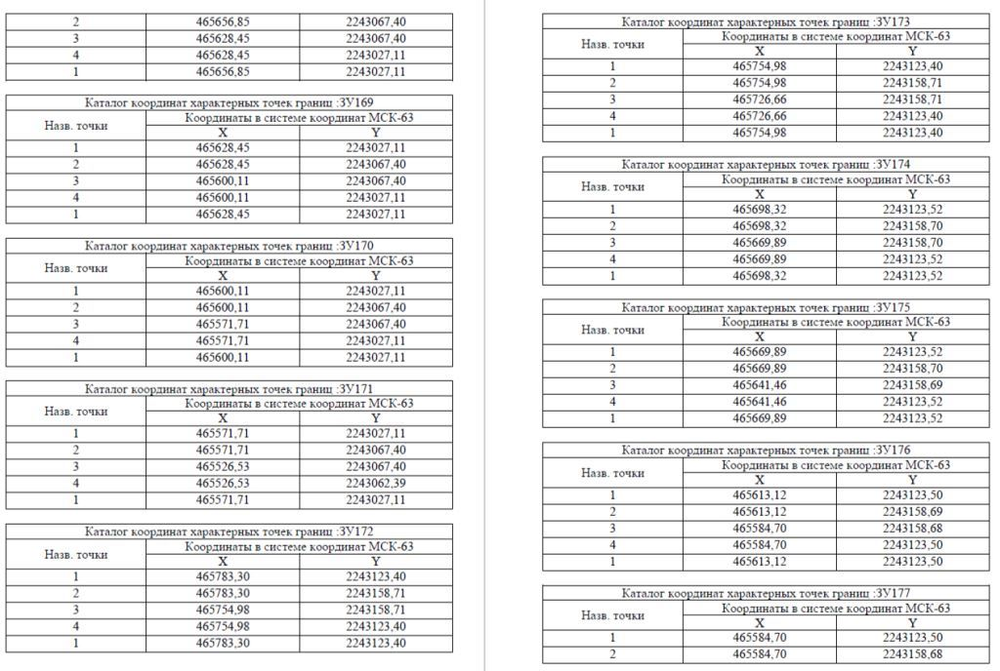 2 465656,85 2243067,40
3 465628,45 2243067,40
4 465628,45 2243027,11
1 465656,85 2243027,11
Каталог координат характерных точек границ :ЗУ169
Назв. точки Координаты в системе координат МСК-63
X Y
1 465628,45 2243027,11
2 465628,45 2243067,40
3 465600,11 2243067,40
4 465600,11 2243027,11
1 465628,45 2243027,11
Каталог координат характерных точек границ :ЗУ170
Назв. точки Координаты в системе координат МСК-63
X Y
1 465600,11 2243027,11
2 465600,11 2243067,40
3 465571,71 2243067,40
4 465571,71 2243027,11
1 465600,11 2243027,11
Каталог координат характерных точек границ :ЗУ171
Назв. точки Координаты в системе координат МСК-63
X Y
1 465571,71 2243027,11
2 465571,71 2243067,40
3 465526,53 2243067,40
4 465526,53 2243062,39
1 465571,71 2243027,11
Каталог координат характерных точек границ :ЗУ172
Назв. точки Координаты в системе координат МСК-63
X Y
1 465783,30 2243123,40
2 465783,30 2243158,71
3 465754,98 2243158,71
4 465754,98 2243123,40
1 465783,30 2243123,40
Каталог координат характерных точек границ :ЗУ173
Назв. точки Координаты в системе координат МСК-63
X Y
1 465754,98 2243123,40
2 465754,98 2243158,71
3 465726,66 2243158,71
4 465726,66 2243123,40
1 465754,98 2243123,40
Каталог координат характерных точек границ :ЗУ174
Назв. точки Координаты в системе координат МСК-63
X Y
1 465698,32 2243123,52
2 465698,32 2243158,70
3 465669,89 2243158,70
4 465669,89 2243123,52
1 465698,32 2243123,52
Каталог координат характерных точек границ :ЗУ175
Назв. точки Координаты в системе координат МСК-63
X Y
1 465669,89 2243123,52
2 465669,89 2243158,70
3 465641,46 2243158,69
4 465641,46 2243123,52
1 465669,89 2243123,52
Каталог координат характерных точек границ :ЗУ176
Назв. точки Координаты в системе координат МСК-63
X Y
1 465613,12 2243123,50
2 465613,12 2243158,69
3 465584,70 2243158,68
4 465584,70 2243123,50
1 465613,12 2243123,50
Каталог координат характерных точек границ :ЗУ177
Назв. точки Координаты в системе координат МСК-63
X Y
1 465584,70 2243123,50
2 465584,70 2243158,68